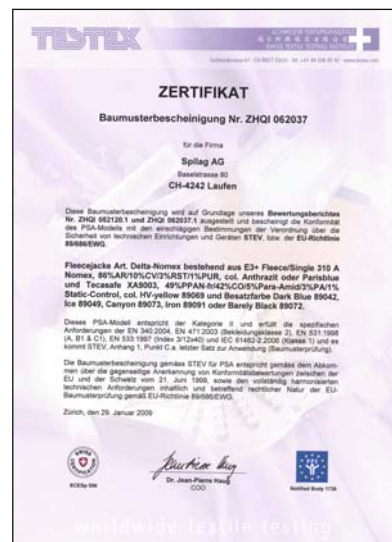 TESTEX
SCHWEIZER TEXTILPRÜFINSTITUT
SWISS TEXTILE TESTING INSTITUTE
ZERTIFIKAT
Baumusterbescheinigung Nr. ZHQI 062037
für die Firma
Spilag AG
Baselstrasse 60
CH-4242 Laufen
Diese Baumusterbescheinigung wird auf Grundlage unseres Bewertungsberichtes
Nr. ZHQI 062120.1 und ZHQI 062037.1 ausgestellt und bescheinigt die Konformität
des PSA-Modells mit den einschlägigen Bestimmungen der Verordnung über die
Sicherheit von technischen Einrichtungen und Geräten STEV, bzw. der EU-Richtlinie
89/686/EWG.
Fleecejacke Art. Delta-Nomex bestehend aus E3+ Fleece/Single 310 A
Nomex, 86%AR/10%CV/3%RST/1%PUR, col. Anthrazit oder Parisblue
und Tecasafe XA9003, 49%PPAN-fr/42%CO/5%Para-Amid/3%PA/1%
Static-Control, col. HV-yellow 89069 und Besatzfarbe Dark Blue 89042,
Ice 89049, Canyon 89073, Iron 89091 oder Barely Black 89072.
Dieses PSA-Modell entspricht der Kategorie II und erfüllt die spezifischen
Anforderungen der EN 340:2004, EN 471:2003 (Bekleidungsklasse 2), EN 531:1998
(A, B1 & C1), EN 533:1997 (Index 3/12x40) und IEC 61482-2:2006 (Klasse 1) und es
kommt STEV, Anhang 1, Punkt C.a. letzter Satz zur Anwendung (Baumusterprüfung).
Die Baumusterbescheinigung gemäss STEV für PSA entspricht gemäss dem Abkom-
men über die gegenseitige Anerkennung von Konformitätsbewertungen zwischen der
EU und der Schweiz vom 21. Juni 1999, sowie den vollständig harmonisierten
technischen Anforderungen inhaltlich und betreffend rechtlicher Natur der EU-
Baumusterprüfung gemäss EU-Richtlinie 89/686/EWG.
Zürich, den 29. Januar 2009
Dr. Jean-Pierre Haug
COO
Notified Body 1726
worldwide textile testing